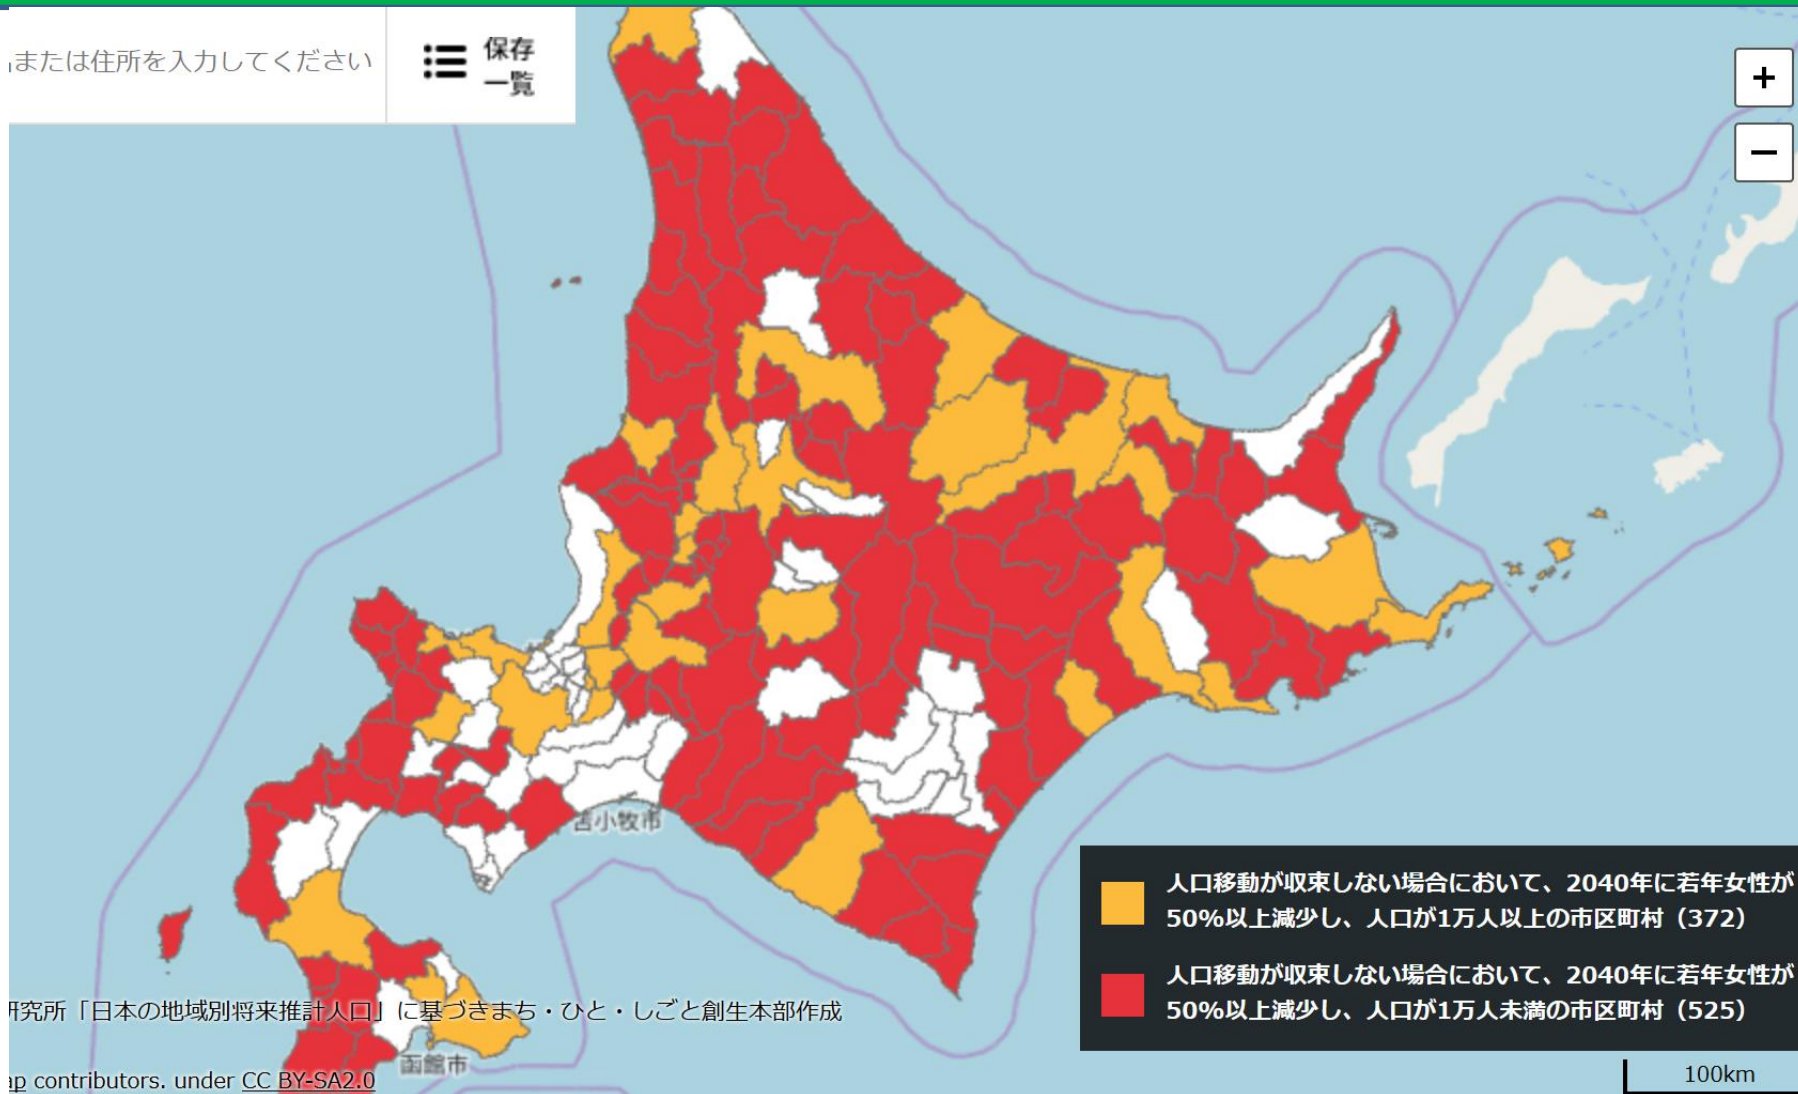 または住所を入力してください
保存
一覧
+
−
苫小牧市
人口移動が収束しない場合において、2040年に若年女性が
50%以上減少し、人口が1万人以上の市区町村（372）
人口移動が収束しない場合において、2040年に若年女性が
50%以上減少し、人口が1万人未満の市区町村（525）
研究所「日本の地域別将来推計人口」に基づきまち・ひと・しごと創生本部作成
函館市
ap contributors. under CC BY-SA2.0
100km